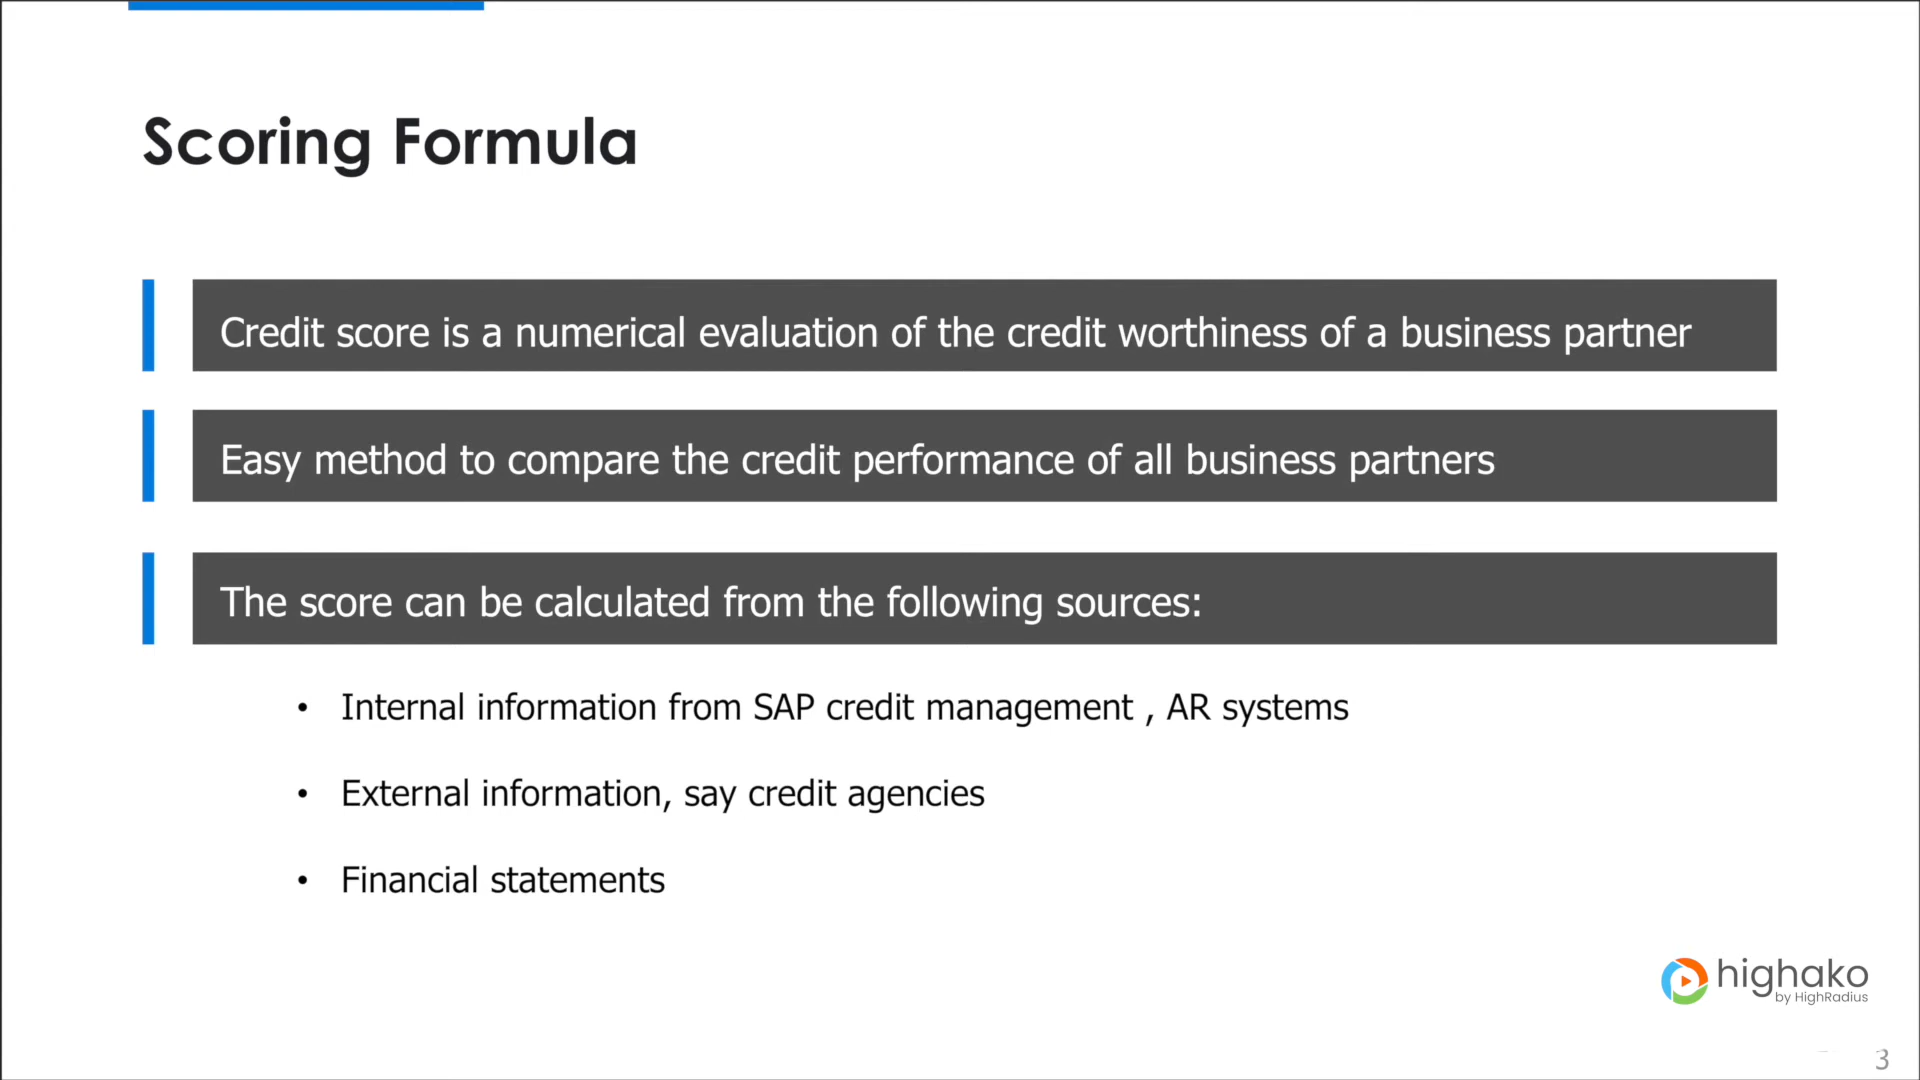 Scoring Formula
Credit score is a numerical evaluation of the credit worthiness of a business partner
Easy method to compare the credit performance of all business partners
The score can be calculated from the following sources:
• Internal information from SAP credit management , AR systems
• External information, say credit agencies
• Financial statements
highako
by HighRadius
3